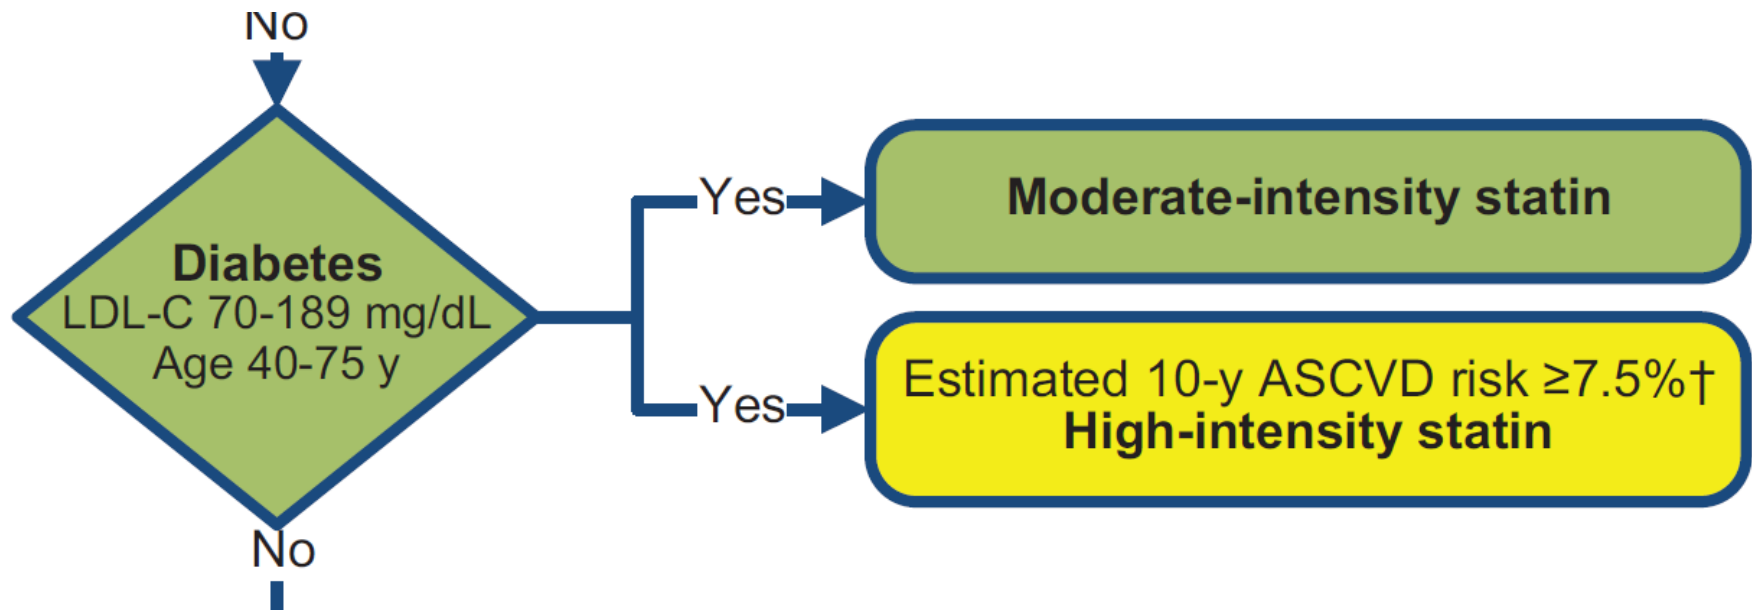 No
Diabetes
LDL-C 70-189 mg/dL
Age 40-75 y
Yes
Moderate-intensity statin
Yes
Estimated 10-y ASCVD risk ≥7.5%†
High-intensity statin
No